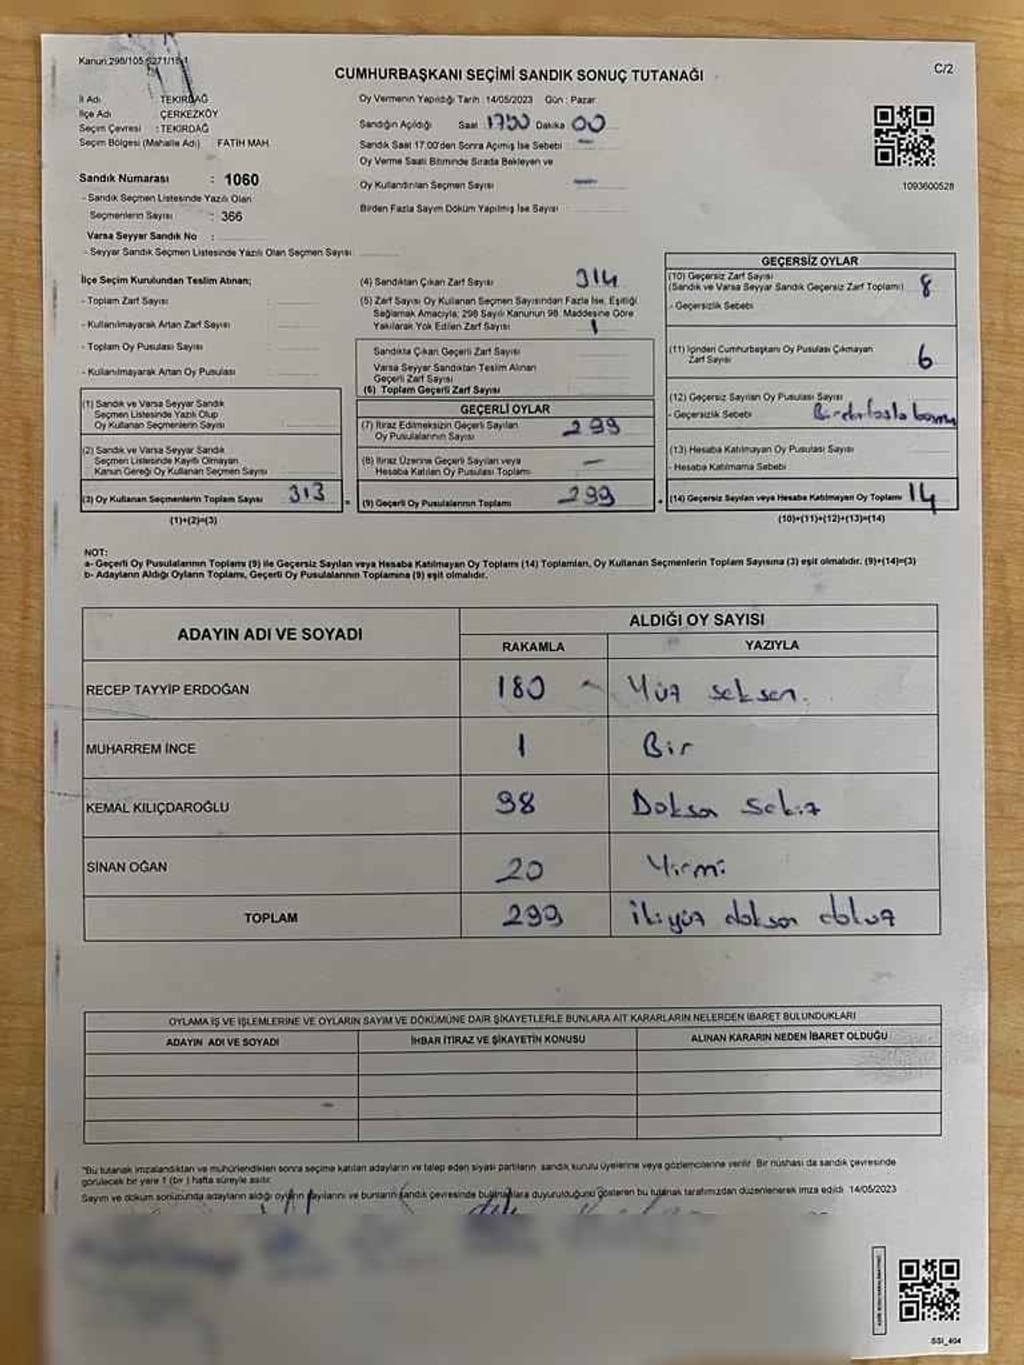 Kanun:298/105,6271/
CUMHURBAŞKANI SEÇİMİ SANDIK SONUÇ TUTANAĞI
C/2
İl Adı : TEKİRDAĞ
İlçe Adı ÇERKEZKÖY
Seçim Çevresi : TEKİRDAĞ
Seçim Bölgesi (Mahalle Adı) : FATİH MAH.
Oy Vermenin Yapıldığı Tarih : 14/05/2023 Gün : Pazar
Sandığın Açıldığı Saat Dakika 00
Sandık Saat 17.00'den Sonra Açımış İse Sebebi
Oy Verme Saati Bitiminde Sırada Bekleyen ve
Oy Kullandırılan Seçmen Sayısı
Birden Fazla Sayım Döküm Yapılmış İse Sayısı
1093600528
Sandık Numarası : 1060
- Sandık Seçmen Listesinde Yazılı Olan
Seçmenlerin Sayısı : 366
Varsa Seyyar Sandık No :
- Seyyar Sandık Seçmen Listesinde Yazılı Olan Seçmen Sayısı
İlçe Seçim Kurulundan Teslim Alınan;
- Toplam Zarf Sayısı
- Kullanılmayarak Artan Zarf Sayısı
- Toplam Oy Pusulası Sayısı
- Kullanılmayarak Artan Oy Pusulası
(1) Sandık ve Varsa Seyyar Sandık
Seçmen Listesinde Yazılı Olup
Oy Kullanan Seçmenlerin Sayısı
(2) Sandık ve Varsa Seyyar Sandık
Seçmen Listesinde Kayıtlı Olmayan
Kanun Gereği Oy Kullanan Seçmen Sayısı
(3) Oy Kullanan Seçmenlerin Toplam Sayısı 313
(1)+(2)=(3)
(4) Sandıktan Çıkan Zarf Sayısı 314
(5) Zarf Sayısı Oy Kullanan Seçmen Sayısından Fazla İse, Eşitliği
Sağlamak Amacıyla; 298 Sayılı Kanunun 98. Maddesine Göre
Yakılarak Yok Edilen Zarf Sayısı 1
Sandıkta Çıkan Geçerli Zarf Sayısı
Varsa Seyyar Sandıktan Teslim Alınan
Geçerli Zarf Sayısı
(6) Toplam Geçerli Zarf Sayısı
GEÇERLİ OYLAR
(7) İtiraz Edilmeksizin Geçerli Sayılan
Oy Pusulalarının Sayısı 299
(8) İtiraz Üzerine Geçerli Sayılan veya
Hesaba Katılan Oy Pusulası Toplamı —
(9) Geçerli Oy Pusulalarının Toplamı 299
GEÇERSİZ OYLAR
(10) Geçersiz Zarf Sayısı
(Sandık ve Varsa Seyyar Sandık Geçersiz Zarf Toplamı) 8
- Geçersizlik Sebebi
(11) İçinden Cumhurbaşkanı Oy Pusulası Çıkmayan
Zarf Sayısı 6
(12) Geçersiz Sayılan Oy Pusulası Sayısı
- Geçersizlik Sebebi
(13) Hesaba Katılmayan Oy Pusulası Sayısı
- Hesaba Katılmama Sebebi
(14) Geçersiz Sayılan veya Hesaba Katılmayan Oy Toplamı 14
(10)+(11)+(12)+(13)=(14)
NOT:
a- Geçerli Oy Pusulalarının Toplamı (9) ile Geçersiz Sayılan veya Hesaba Katılmayan Oy Toplamı (14) Toplamları, Oy Kullanan Seçmenlerin Toplam Sayısına (3) eşit olmalıdır. (9)+(14)=(3)
b- Adayların Aldığı Oyların Toplamı, Geçerli Oy Pusulalarının Toplamına (9) eşit olmalıdır.
ADAYIN ADI VE SOYADI
ALDIĞI OY SAYISI
RAKAMLA YAZIYLA
RECEP TAYYİP ERDOĞAN 180 Yüz seksen.
MUHARREM İNCE 1 Bir
KEMAL KILIÇDAROĞLU 98 Doksan Sekiz
SİNAN OĞAN 20 Yirmi
TOPLAM 299 ikiyüz doksan dokuz
OYLAMA İŞ VE İŞLEMLERİNE VE OYLARIN SAYIM VE DÖKÜMÜNE DAİR ŞİKAYETLERLE BUNLARA AİT KARARLARIN NELERDEN İBARET BULUNDUKLARI
ADAYIN ADI VE SOYADI İHBAR İTİRAZ VE ŞİKAYETİN KONUSU ALINAN KARARIN NEDEN İBARET OLDUĞU
"Bu tutanak imzalandıktan ve mühürlendikten sonra seçime katılan adayların ve talep eden siyasi partilerin sandık kurulu üyelerine veya gözlemcilerine verilir. Bir nüshası da sandık çevresinde
görülecek bir yere 1 (bir) hafta süreyle asılır.
Sayım ve döküm sonucunda adayların aldığı oyların sayılarını ve bunların sandık çevresinde bulunanlara duyurulduğunu gösteren bu tutanak tarafımızdan düzenlenerek imza edildi. 14/05/2023
SSI_404